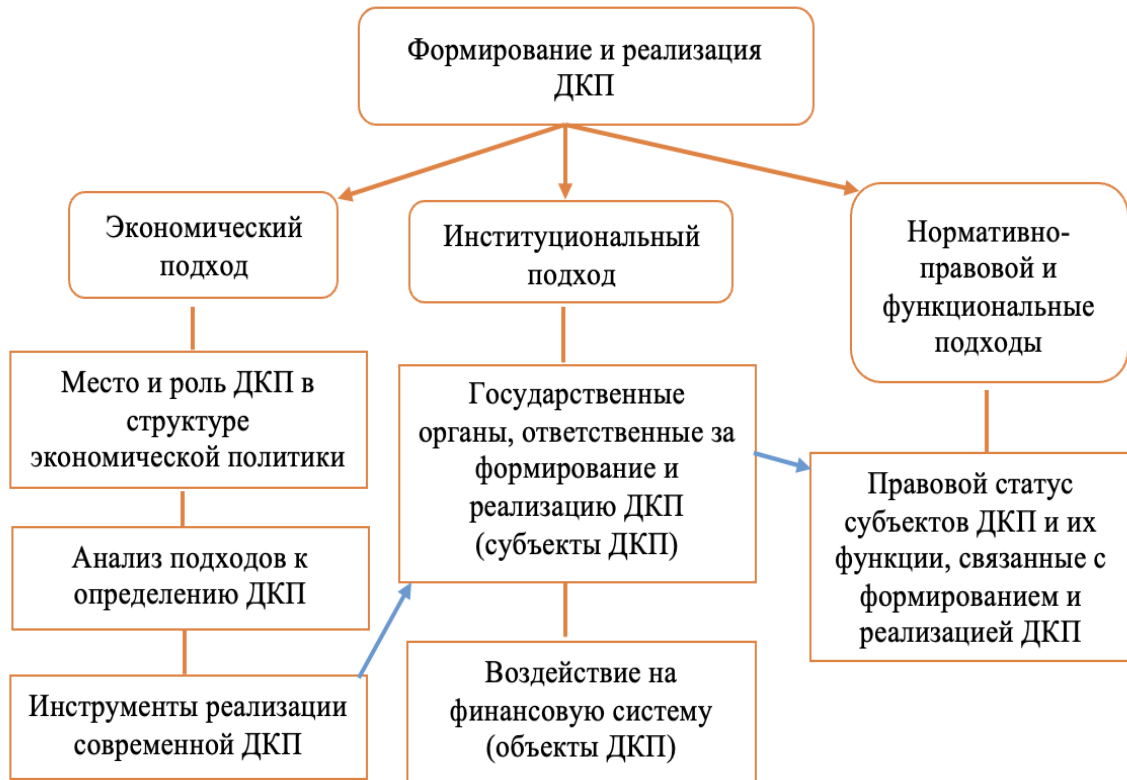 Формирование и реализация
ДКП
Экономический
подход
Институциональный
подход
Нормативно-
правовой и
функциональные
подходы
Место и роль ДКП в
структуре
экономической политики
Государственные
органы, ответственные за
формирование и
реализацию ДКП
(субъекты ДКП)
Правовой статус
субъектов ДКП и их
функции, связанные с
формированием и
реализацией ДКП
Анализ подходов к
определению ДКП
Инструменты реализации
современной ДКП
Воздействие на
финансовую систему
(объекты ДКП)